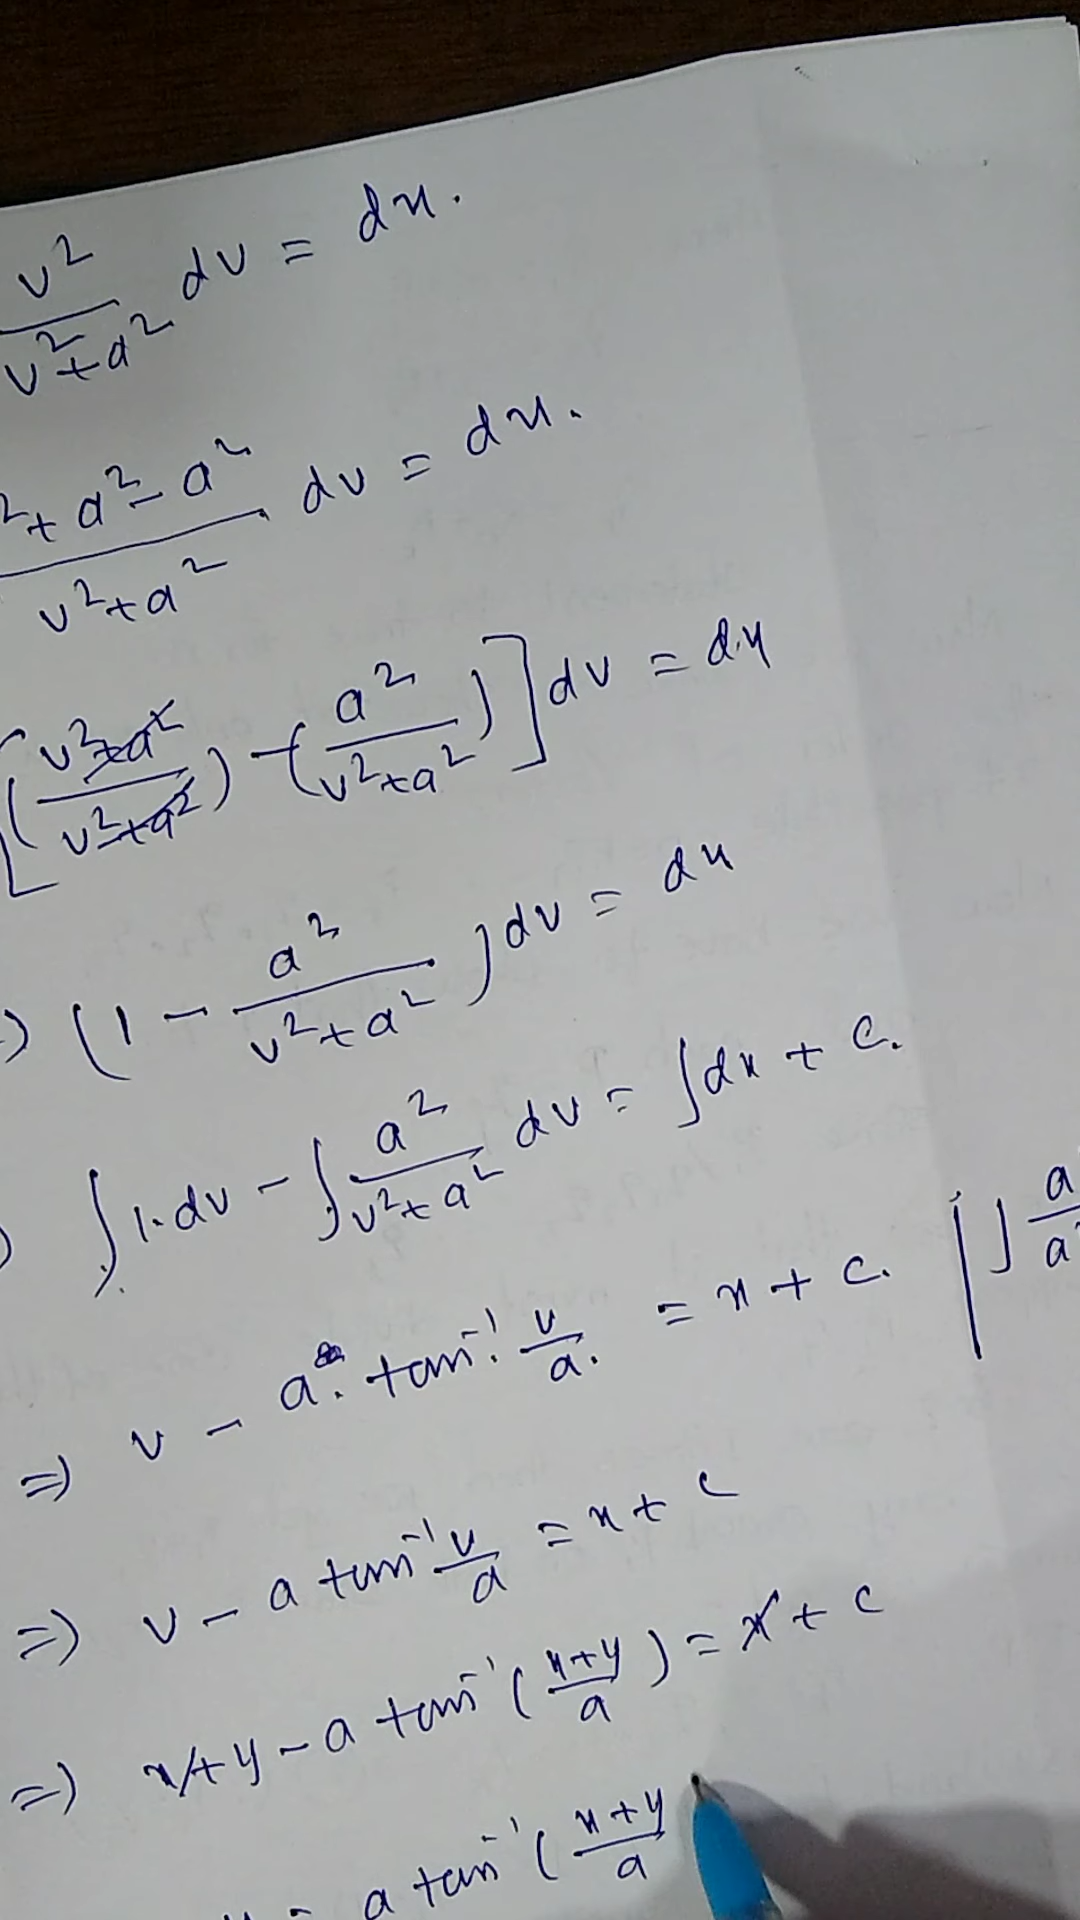 v²/(v²+a²) dv = dx.
²+a²-a²/(v²+a²) dv = dx.
[(v²+a²/v²+a²) - (a²/v²+a²)] dv = dx
=> (1 - a²/(v²+a²)) dv = dx
∫1.dv - ∫a²/(v²+a²) dv = ∫dx + c.
=> v - a. tan⁻¹ v/a. = x + c. | ∫ a/a
=> v - a tan⁻¹ v/a = x + c
=> x+y - a tan⁻¹ (x+y/a) = x + c
a tan⁻¹ (x+y/a